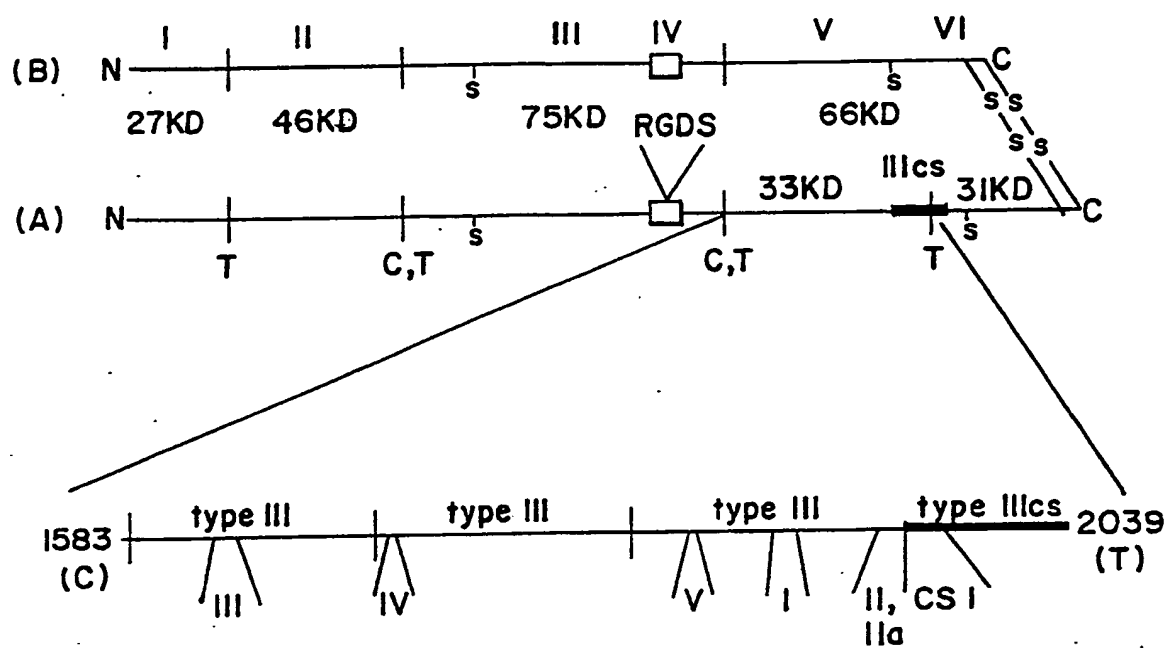 I II III IV V VI
(B) N S S C
27KD 46KD 75KD 66KD S S
RGDS S S
IIIcs
33KD 31KD
(A) N S S C
T C,T C,T T
type III type III type III type IIIcs
1583 2039
(C) (T)
III IV V I II, CS I
IIa